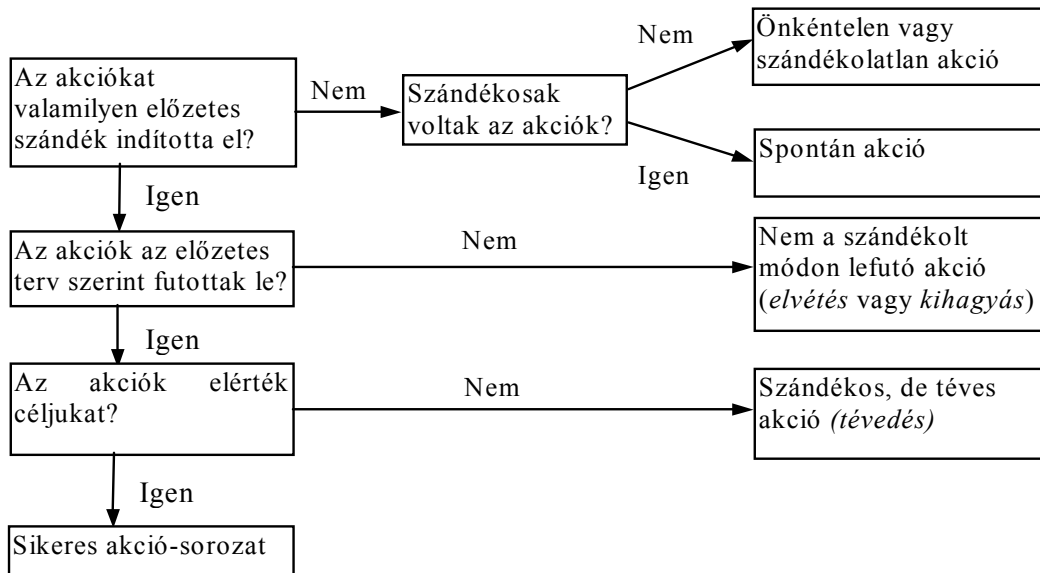 Nem
Önkéntelen vagy
szándékolatlan akció
Az akciókat
valamilyen előzetes
szándék indította el?
Nem
Szándékosak
voltak az akciók?
Igen
Spontán akció
Igen
Az akciók az előzetes
terv szerint futottak le?
Nem
Nem a szándékolt
módon lefutó akció
(elvétés vagy kihagyás)
Igen
Az akciók elérték
céljukat?
Nem
Szándékos, de téves
akció (tévedés)
Igen
Sikeres akció-sorozat